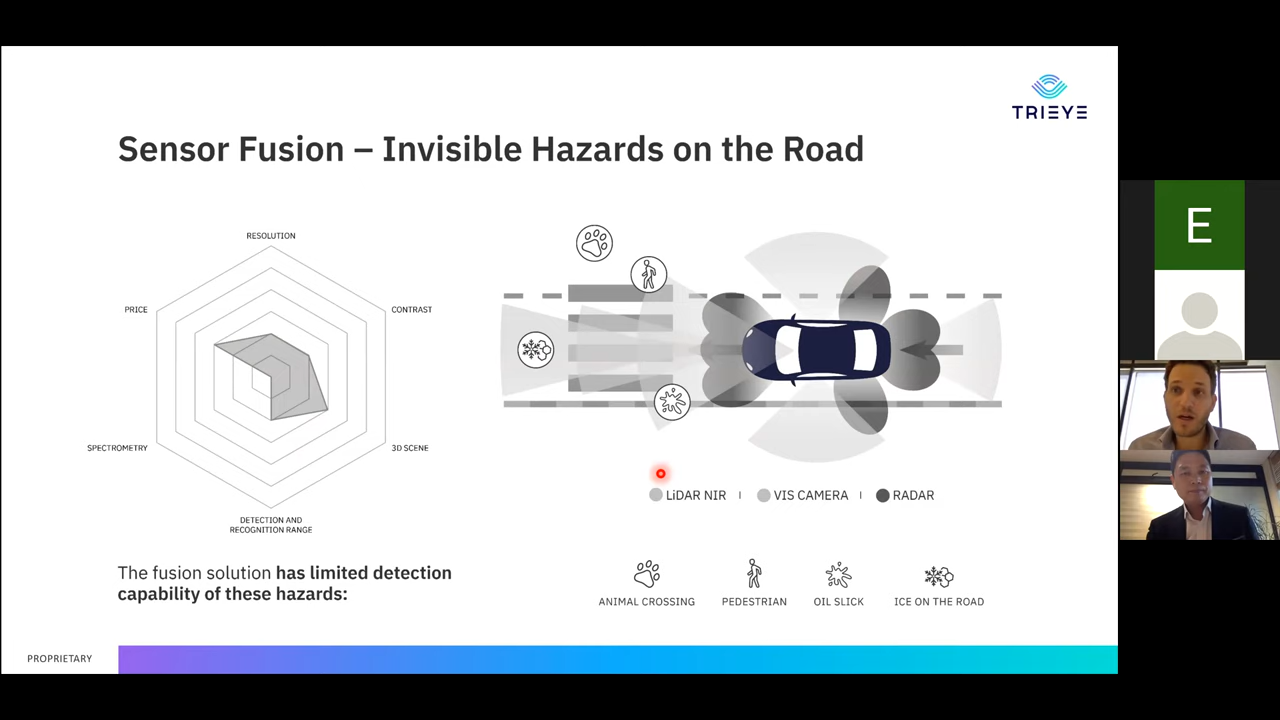 TRIEYE
Sensor Fusion – Invisible Hazards on the Road
RESOLUTION
PRICE
CONTRAST
SPECTROMETRY
3D SCENE
DETECTION AND
RECOGNITION RANGE
LiDAR NIR | VIS CAMERA | RADAR
The fusion solution has limited detection
capability of these hazards:
ANIMAL CROSSING PEDESTRIAN OIL SLICK ICE ON THE ROAD
PROPRIETARY
E